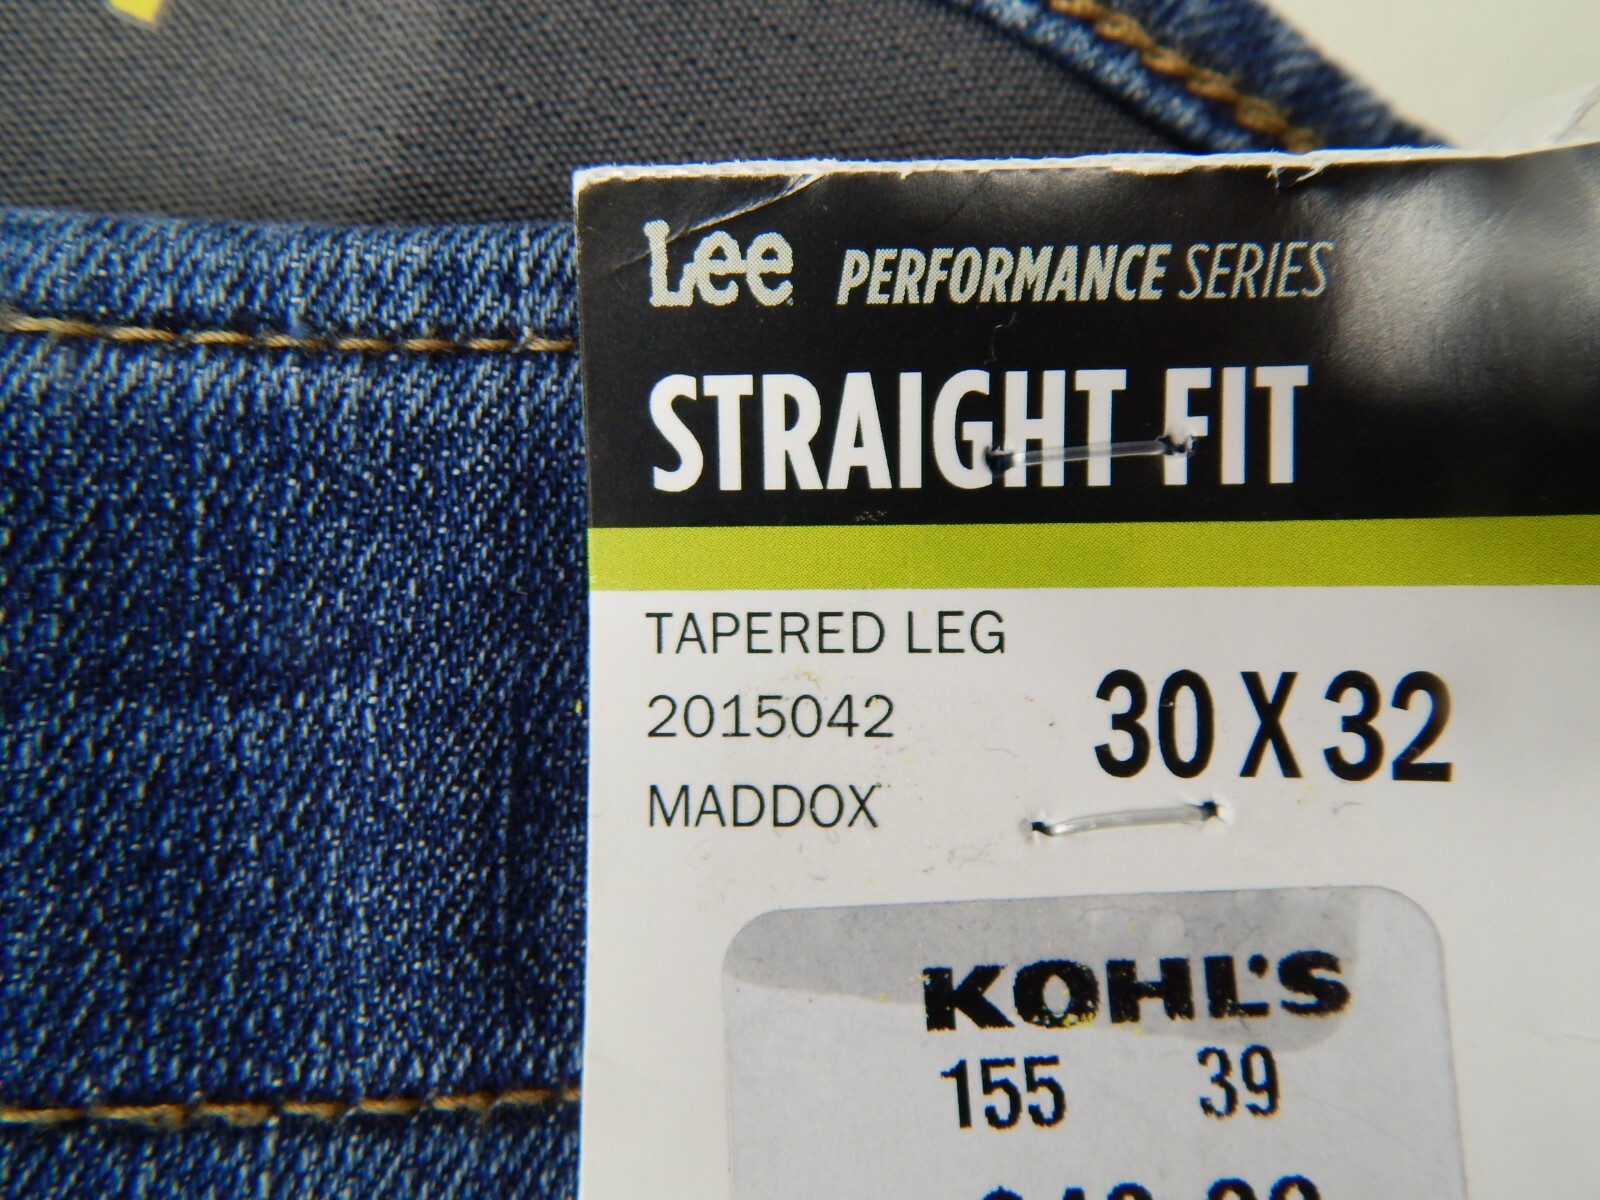 Lee PERFORMANCE SERIES
STRAIGHT FIT
TAPERED LEG
2015042
30 X 32
MADDOX
KOHL'S
155 39